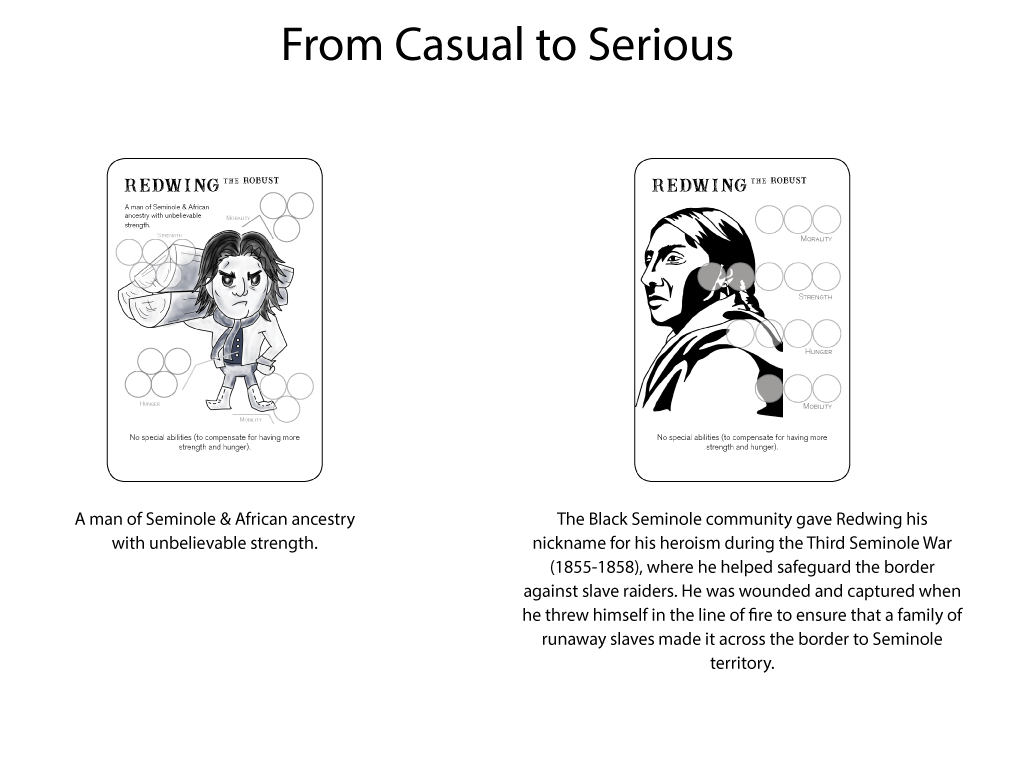 From Casual to Serious
REDWING THE ROBUST
A man of Seminole & African
ancestry with unbelievable
strength.
MORALITY
STRENGTH
HUNGER
MOBILITY
No special abilities (to compensate for having more
strength and hunger).
A man of Seminole & African ancestry
with unbelievable strength.
REDWING THE ROBUST
MORALITY
STRENGTH
HUNGER
MOBILITY
No special abilities (to compensate for having more
strength and hunger).
The Black Seminole community gave Redwing his
nickname for his heroism during the Third Seminole War
(1855-1858), where he helped safeguard the border
against slave raiders. He was wounded and captured when
he threw himself in the line of fire to ensure that a family of
runaway slaves made it across the border to Seminole
territory.